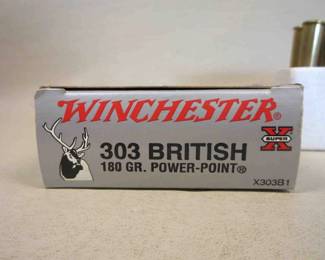 WINCHESTER®
SUPER X
303 BRITISH
180 GR. POWER-POINT®
X303B1